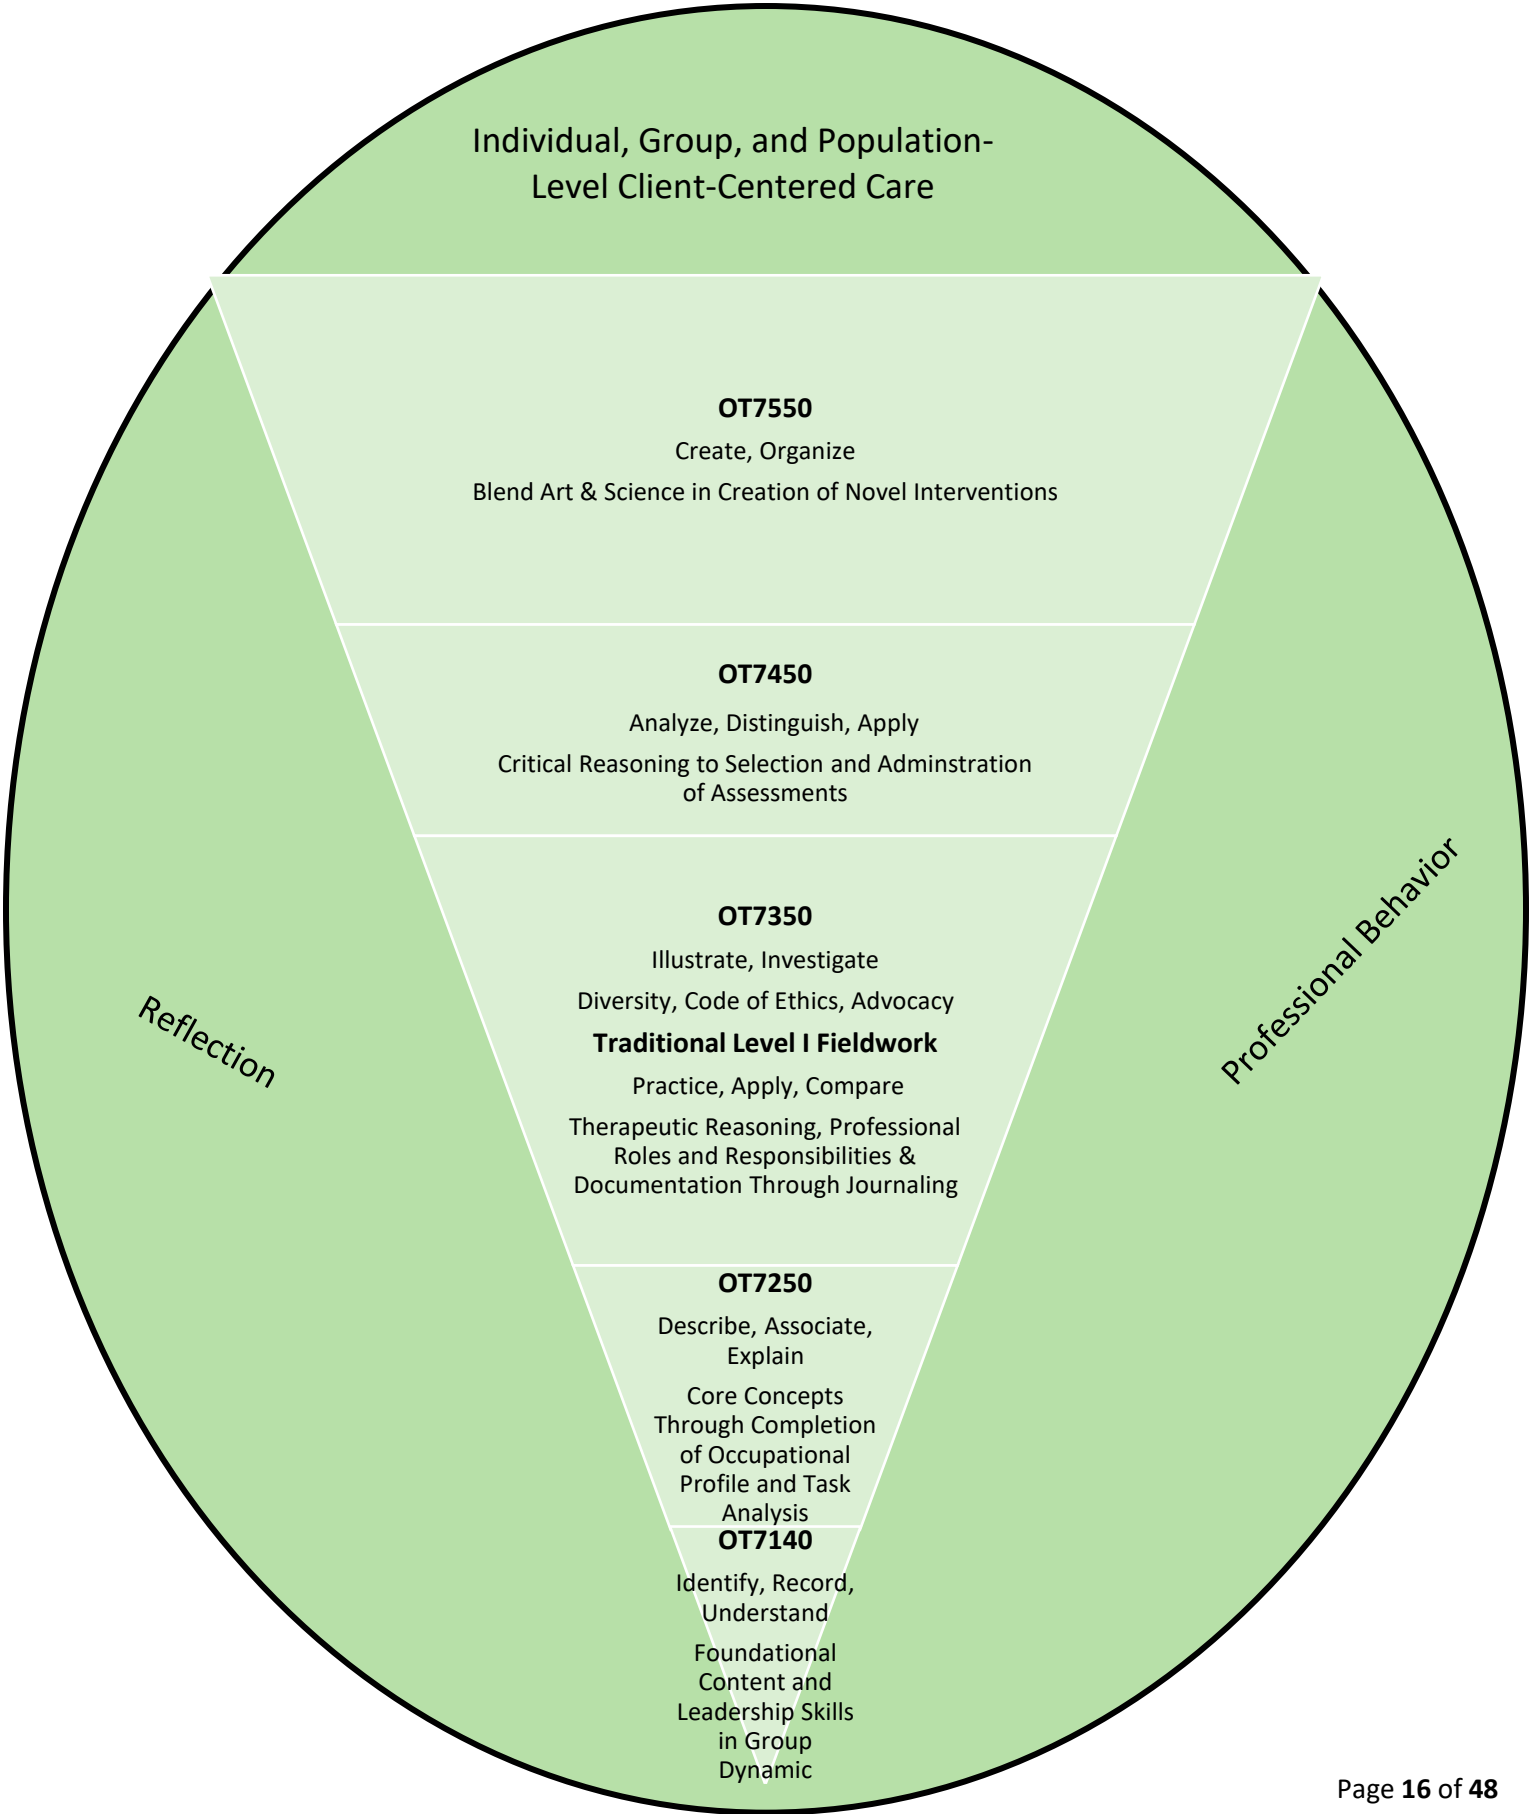 Individual, Group, and Population-
Level Client-Centered Care
OT7550
Create, Organize
Blend Art & Science in Creation of Novel Interventions
OT7450
Analyze, Distinguish, Apply
Critical Reasoning to Selection and Adminstration
of Assessments
OT7350
Illustrate, Investigate
Diversity, Code of Ethics, Advocacy
Traditional Level I Fieldwork
Practice, Apply, Compare
Therapeutic Reasoning, Professional
Roles and Responsibilities &
Documentation Through Journaling
Reflection
Professional Behavior
OT7250
Describe, Associate,
Explain
Core Concepts
Through Completion
of Occupational
Profile and Task
Analysis
OT7140
Identify, Record,
Understand
Foundational
Content and
Leadership Skills
in Group
Dynamic
Page 16 of 48